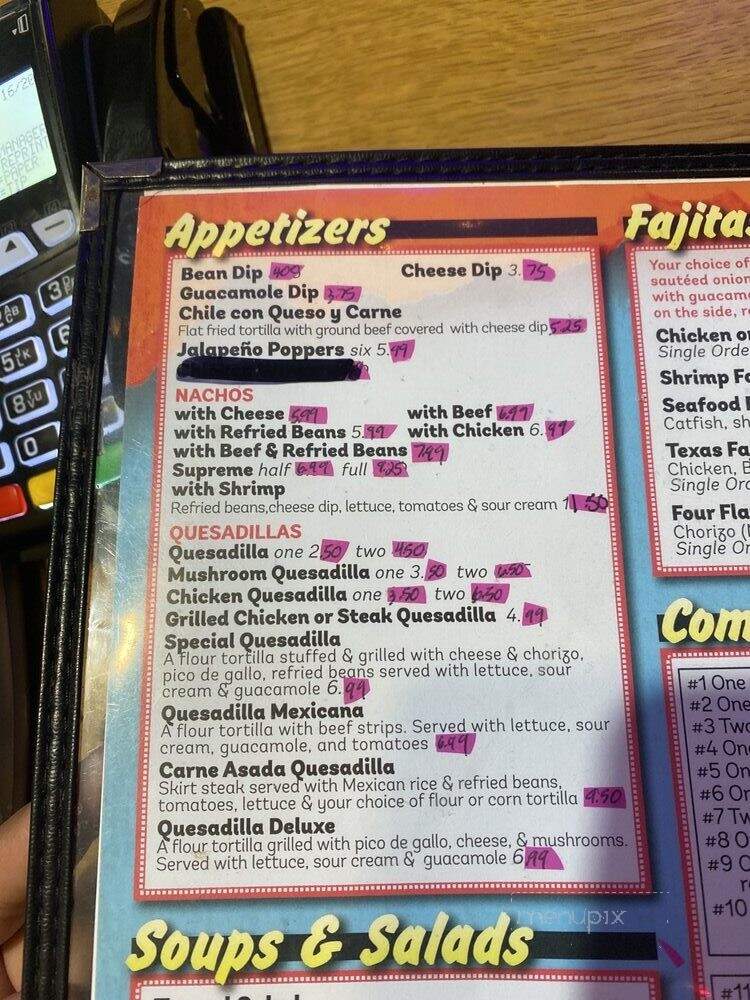 16/20
MANAGER
REPRINT
Appetizers
Bean Dip 4.09 Cheese Dip 3.75
Guacamole Dip 3.75
Chile con Queso y Carne
Flat fried tortilla with ground beef covered with cheese dip 5.25
Jalapeño Poppers six 5.99
NACHOS
with Cheese 5.99 with Beef 6.99
with Refried Beans 5.99 with Chicken 6.99
with Beef & Refried Beans 7.99
Supreme half 6.99 full 9.25
with Shrimp
Refried beans,cheese dip, lettuce, tomatoes & sour cream 11.50
QUESADILLAS
Quesadilla one 2.50 two 4.50
Mushroom Quesadilla one 3.50 two 6.50
Chicken Quesadilla one 3.50 two 6.50
Grilled Chicken or Steak Quesadilla 4.99
Special Quesadilla
A flour tortilla stuffed & grilled with cheese & chorizo,
pico de gallo, refried beans served with lettuce, sour
cream & guacamole 6.99
Quesadilla Mexicana
A flour tortilla with beef strips. Served with lettuce, sour
cream, guacamole, and tomatoes 6.99
Carne Asada Quesadilla
Skirt steak served with Mexican rice & refried beans,
tomatoes, lettuce & your choice of flour or corn tortilla 9.50
Quesadilla Deluxe
A flour tortilla grilled with pico de gallo, cheese, & mushrooms.
Served with lettuce, sour cream & guacamole 6.99
Soups & Salads
Fajitas
Your choice of
sautéed onion
with guacam
on the side, r
Chicken or
Single Orde
Shrimp Fa
Seafood
Catfish, sh
Texas Fa
Chicken, B
Single Ord
Four Fla
Chorizo (
Single Or
Com
#1 One
#2 One
#3 Two
#4 On
#5 On
#6 Or
#7 Tw
#8 O
#9 O
#10
#11
menupix